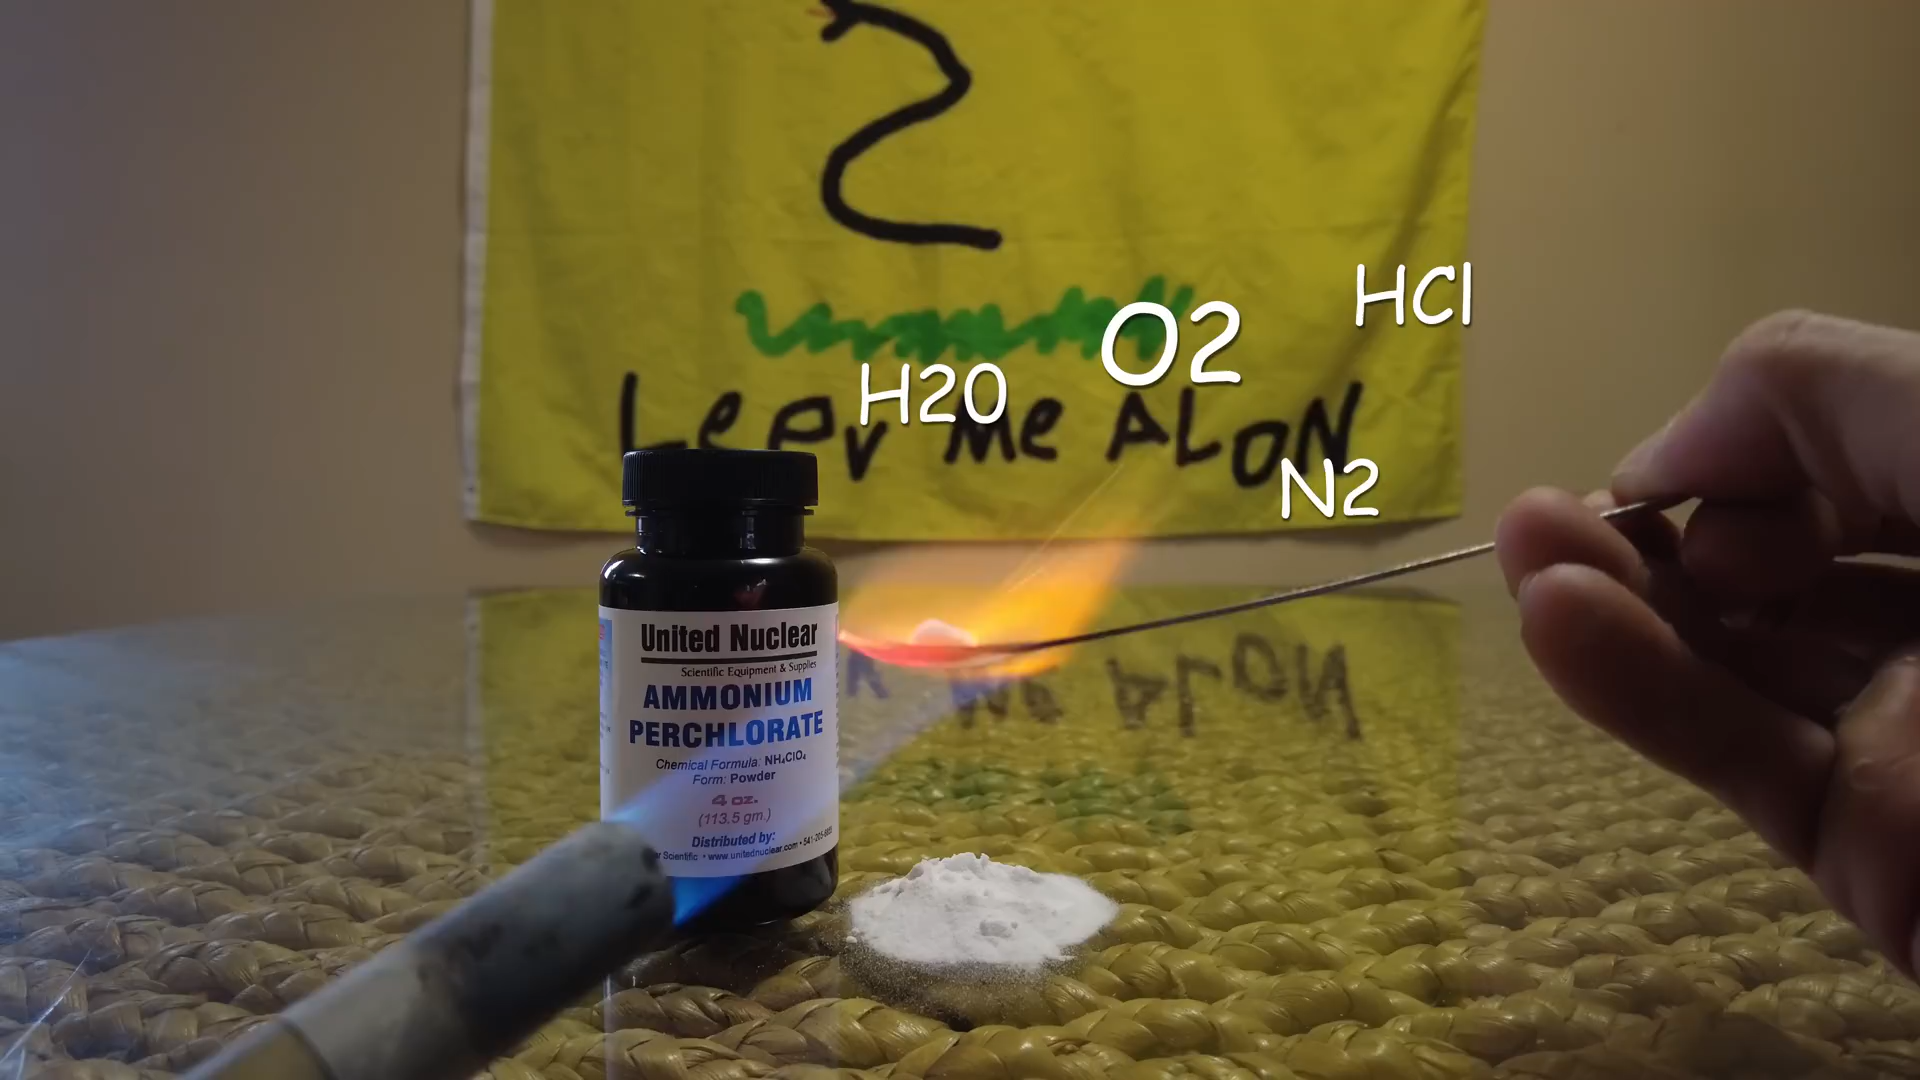 HCl
O2
H2O
LeeV Me ALoN
N2
United Nuclear
Scientific Equipment & Supplies
AMMONIUM
PERCHLORATE
Chemical Formula: NH₄ClO₄
Form: Powder
4 oz.
(113.5 gm.)
Distributed by:
Scientific • www.unitednuclear.com •